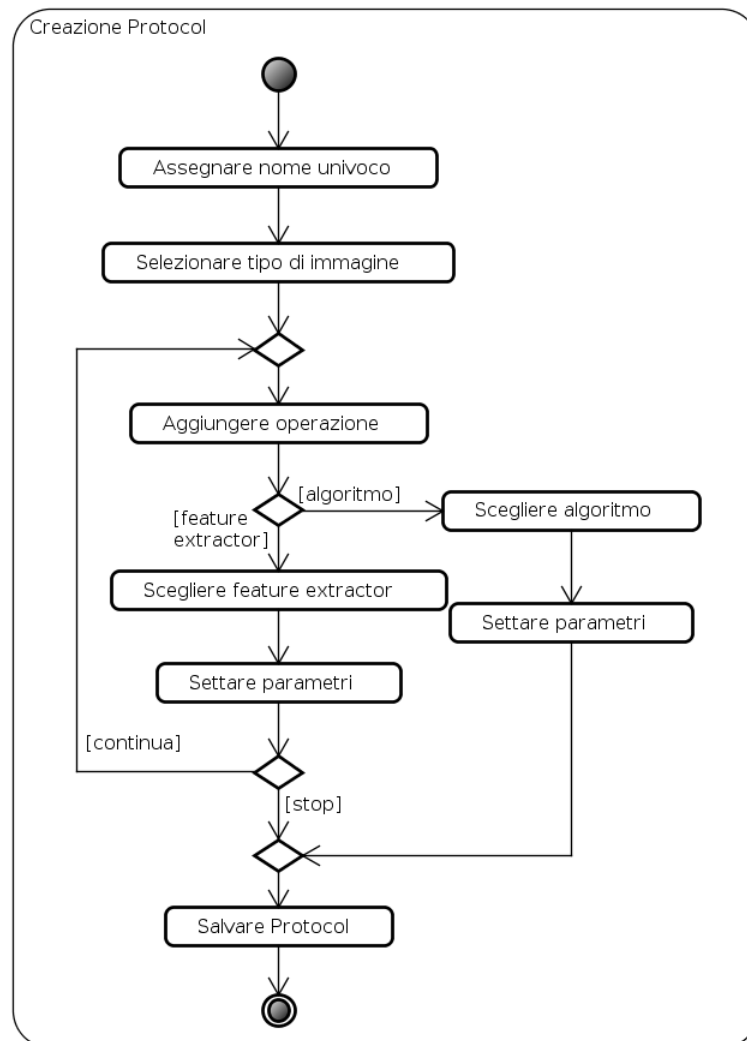 Creazione Protocol
Assegnare nome univoco
Selezionare tipo di immagine
Aggiungere operazione
[algoritmo]
[feature
extractor]
Scegliere algoritmo
Scegliere feature extractor
Settare parametri
Settare parametri
[continua]
[stop]
Salvare Protocol